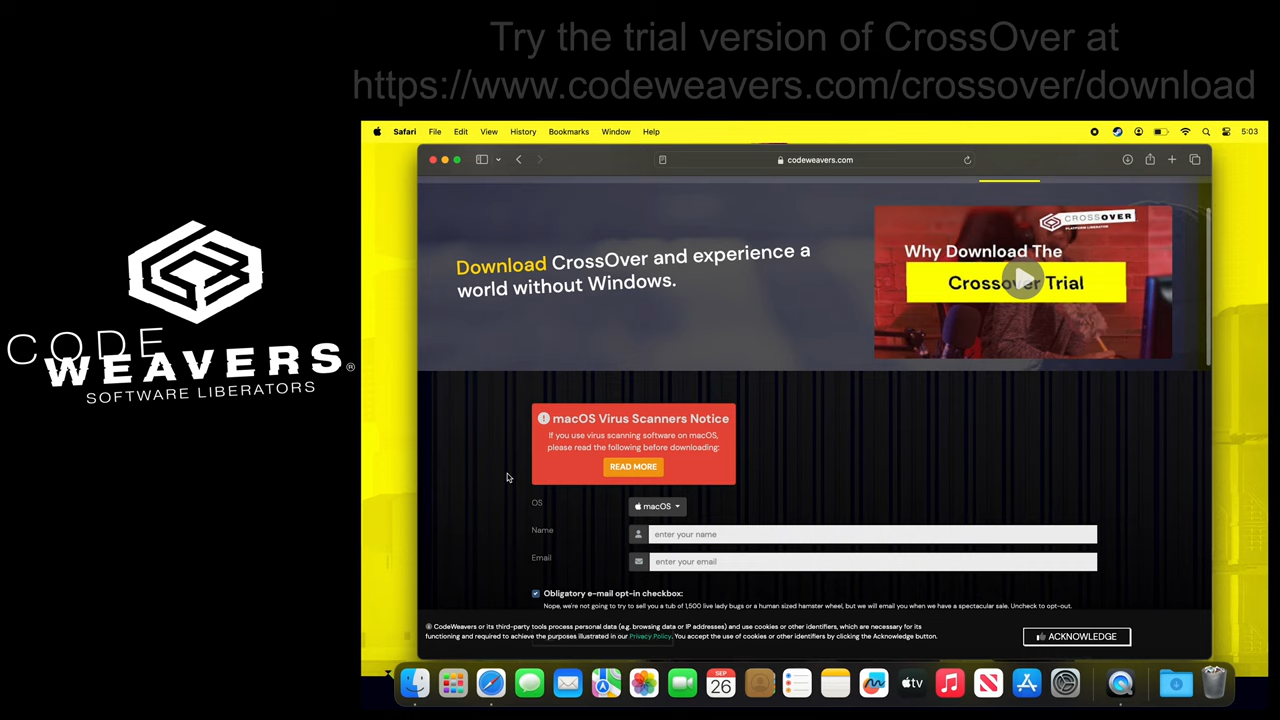 Try the trial version of CrossOver at
https://www.codeweavers.com/crossover/download
CODE
WEAVERS®
SOFTWARE LIBERATORS
Safari File Edit View History Bookmarks Window Help 5:03
codeweavers.com
Download CrossOver and experience a
world without Windows.
CROSSOVER
PLATFORM LIBERATOR
Why Download The
Crossover Trial
macOS Virus Scanners Notice
If you use virus scanning software on macOS,
please read the following before downloading:
READ MORE
OS macOS
Name enter your name
Email enter your email
Obligatory e-mail opt-in checkbox:
Nope, we're not going to try to sell you a tub of 1,500 live lady bugs or a human sized hamster wheel, but we will email you when we have a spectacular sale. Uncheck to opt-out.
CodeWeavers or its third-party tools process personal data (e.g. browsing data or IP addresses) and use cookies or other identifiers, which are necessary for its
functioning and required to achieve the purposes illustrated in our Privacy Policy. You accept the use of cookies or other identifiers by clicking the Acknowledge button.
ACKNOWLEDGE
SEP
26
tv